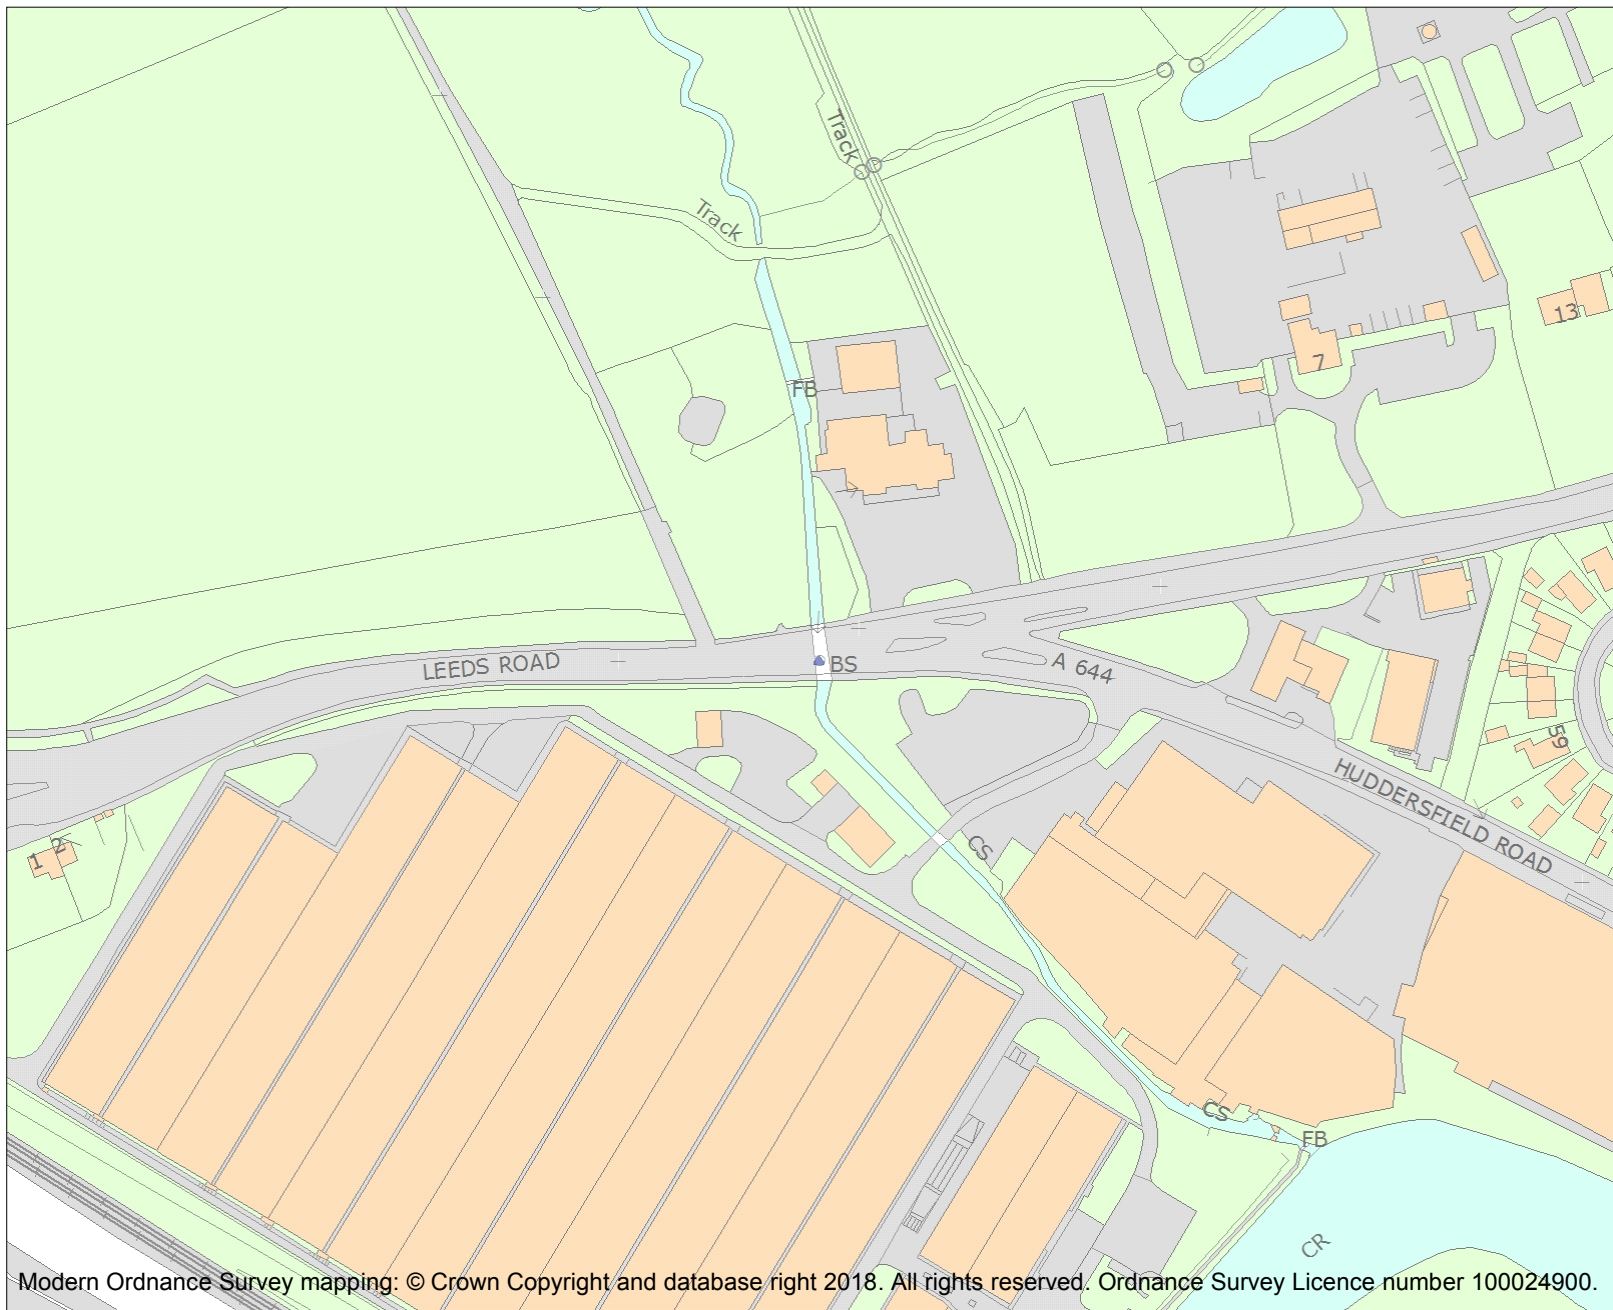 Track
Track
13
7
FB
LEEDS ROAD
BS
A 644
59
HUDDERSFIELD ROAD
1
2
CS
CS
FB
CR
Modern Ordnance Survey mapping: © Crown Copyright and database right 2018. All rights reserved. Ordnance Survey Licence number 100024900.